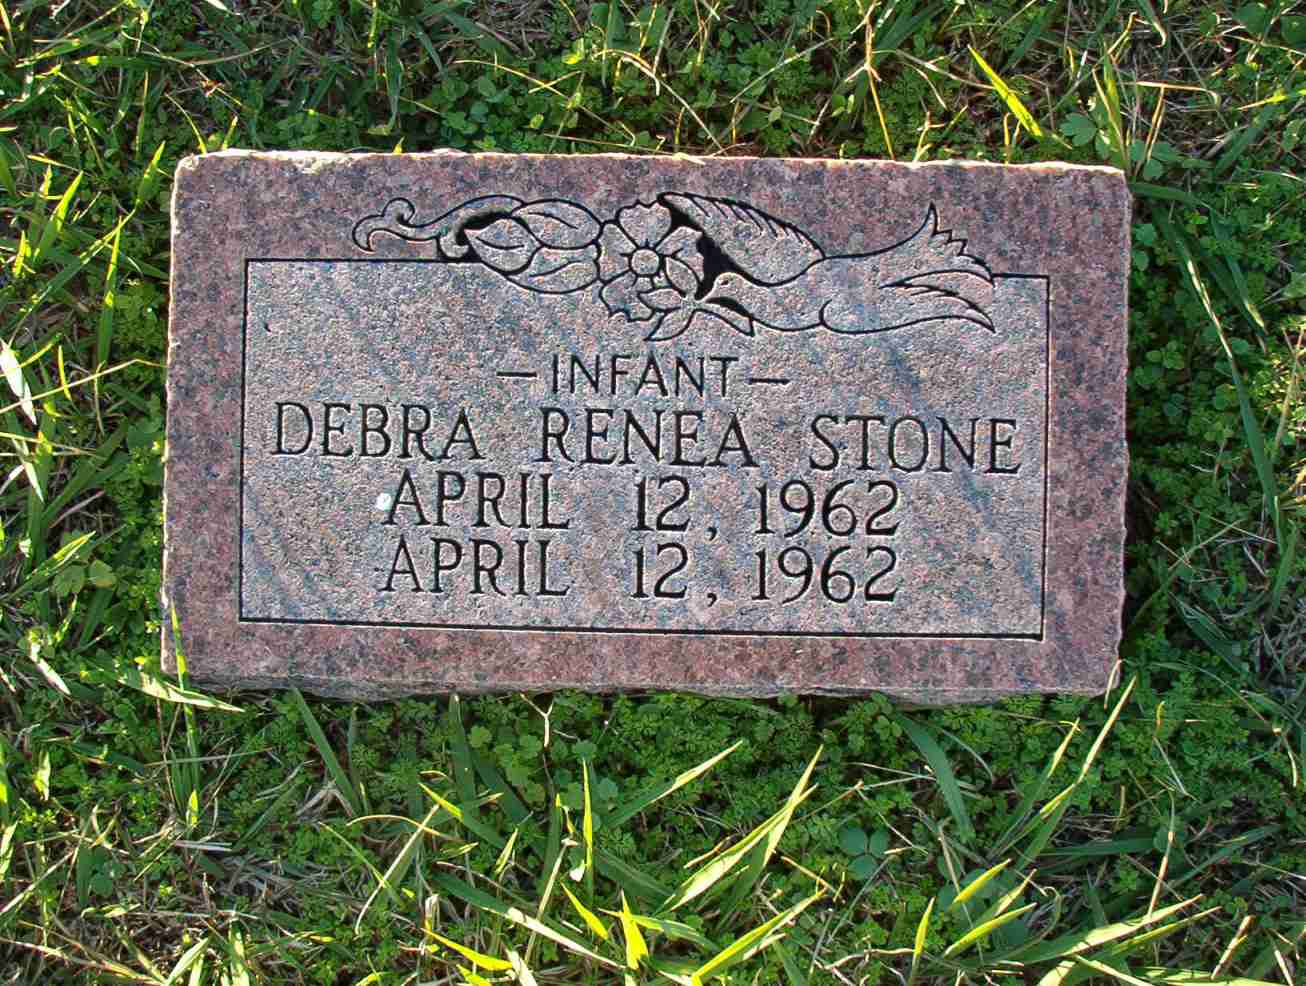 – INFANT –
DEBRA RENEA STONE
APRIL 12, 1962
APRIL 12, 1962